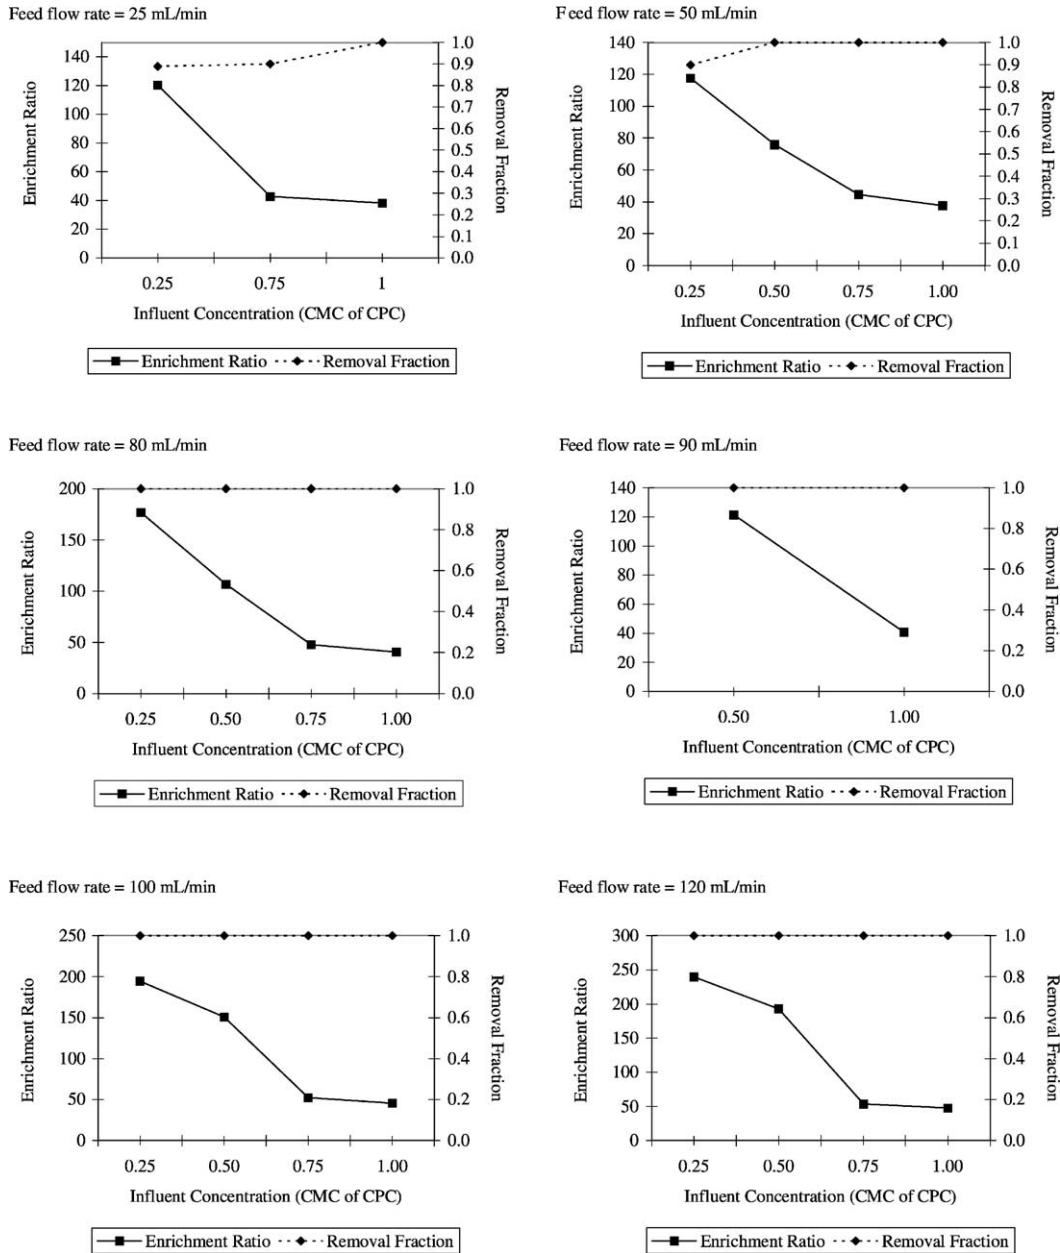 Feed flow rate = 25 mL/min
140
120
100
80
60
40
20
0
Enrichment Ratio
1.0
0.9
0.8
0.7
0.6
0.5
0.4
0.3
0.2
0.1
0.0
Removal Fraction
0.25 0.75 1
Influent Concentration (CMC of CPC)
Enrichment Ratio Removal Fraction
Feed flow rate = 50 mL/min
140
120
100
80
60
40
20
0
Enrichment Ratio
1.0
0.9
0.8
0.7
0.6
0.5
0.4
0.3
0.2
0.1
0.0
Removal Fraction
0.25 0.50 0.75 1.00
Influent Concentration (CMC of CPC)
Enrichment Ratio Removal Fraction
Feed flow rate = 80 mL/min
200
150
100
50
0
Enrichment Ratio
1.0
0.8
0.6
0.4
0.2
0.0
Removal Fraction
0.25 0.50 0.75 1.00
Influent Concentration (CMC of CPC)
Enrichment Ratio Removal Fraction
Feed flow rate = 90 mL/min
140
120
100
80
60
40
20
0
Enrichment Ratio
1.0
0.8
0.6
0.4
0.2
0.0
Removal Fraction
0.50 1.00
Influent Concentration (CMC of CPC)
Enrichment Ratio Removal Fraction
Feed flow rate = 100 mL/min
250
200
150
100
50
0
Enrichment Ratio
1.0
0.8
0.6
0.4
0.2
0.0
Removal Fraction
0.25 0.50 0.75 1.00
Influent Concentration (CMC of CPC)
Enrichment Ratio Removal Fraction
Feed flow rate = 120 mL/min
300
250
200
150
100
50
0
Enrichment Ratio
1.0
0.8
0.6
0.4
0.2
0.0
Removal Fraction
0.25 0.50 0.75 1.00
Influent Concentration (CMC of CPC)
Enrichment Ratio Removal Fraction